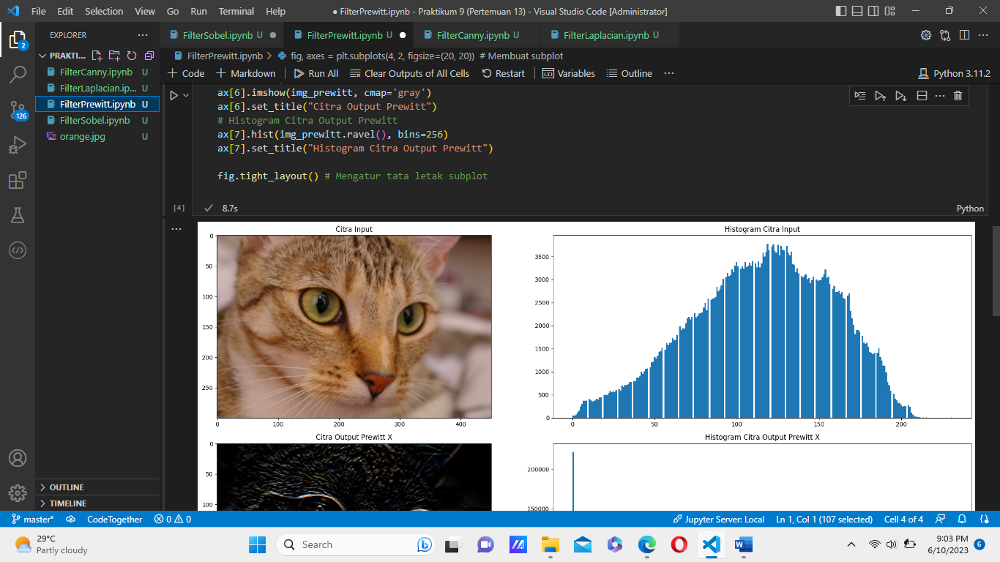 File Edit Selection View Go Run Terminal Help
● FilterPrewitt.ipynb - Praktikum 9 (Pertemuan 13) - Visual Studio Code [Administrator]
EXPLORER
FilterSobel.ipynb U
FilterPrewitt.ipynb U
FilterCanny.ipynb U
FilterLaplacian.ipynb U
PRAKTI...
FilterPrewitt.ipynb > fig, axes = plt.subplots(4, 2, figsize=(20, 20)) # Membuat subplot
FilterCanny.ipynb U
FilterLaplacian.ip... U
FilterPrewitt.ipynb U
FilterSobel.ipynb U
orange.jpg U
2
126
+ Code + Markdown Run All Clear Outputs of All Cells Restart Variables Outline ...
Python 3.11.2
ax[6].imshow(img_prewitt, cmap='gray')
ax[6].set_title("Citra Output Prewitt")
# Histogram Citra Output Prewitt
ax[7].hist(img_prewitt.ravel(), bins=256)
ax[7].set_title("Histogram Citra Output Prewitt")
fig.tight_layout() # Mengatur tata letak subplot
[4] 8.7s
Python
Citra Input
0
50
100
150
200
250
0 100 200 300 400
Histogram Citra Input
3500
3000
2500
2000
1500
1000
500
0
0 50 100 150 200
Citra Output Prewitt X
0
50
100
Histogram Citra Output Prewitt X
200000
150000
OUTLINE
TIMELINE
master* CodeTogether 0 0
Jupyter Server: Local Ln 1, Col 1 (107 selected) Cell 4 of 4
29°C
Partly cloudy
Search
9:03 PM
6/10/2023
6